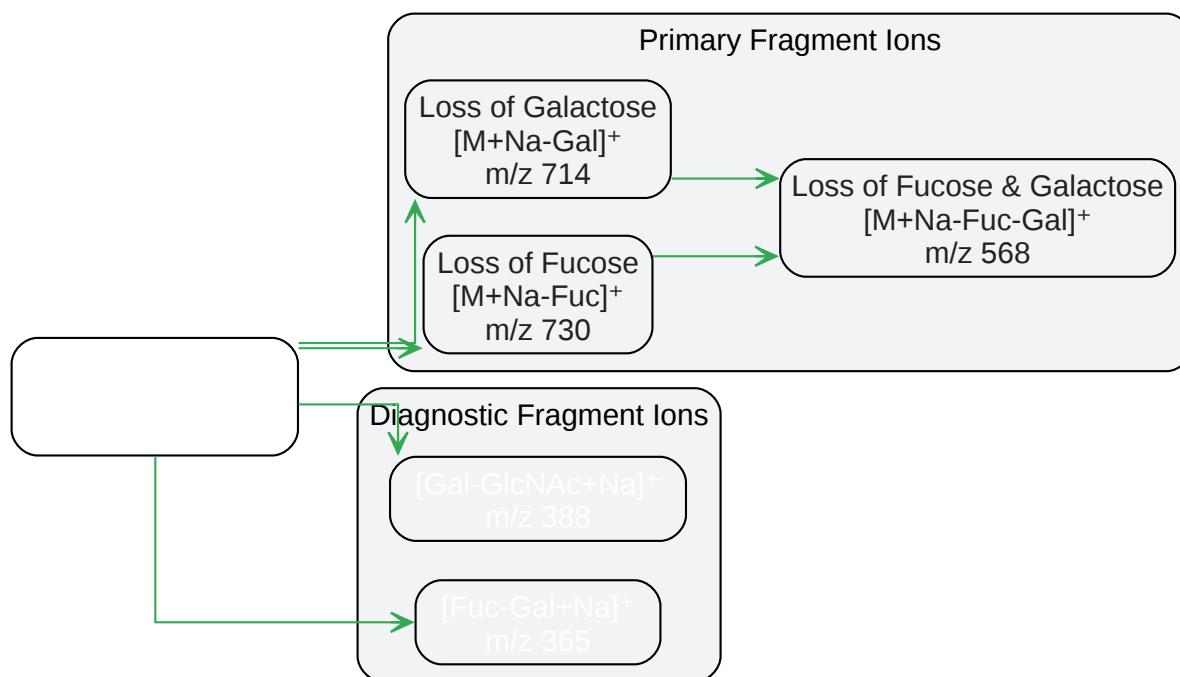 Primary Fragment Ions
Loss of Galactose
[M+Na-Gal]⁺
m/z 714
Loss of Fucose & Galactose
[M+Na-Fuc-Gal]⁺
m/z 568
Loss of Fucose
[M+Na-Fuc]⁺
m/z 730
Diagnostic Fragment Ions
[Gal-GlcNAc+Na]⁺
m/z 388
[Fuc-Gal+Na]⁺
m/z 365